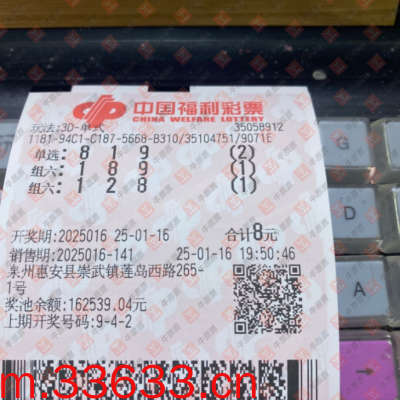 中国福利彩票
CHINA WELFARE LOTTERY
玩法:3D-单式 35058912
1181-94C1-C187-5668-B310/35104751/9071E
单选: 8 1 9 (2)
组六: 1 8 9 (1)
组六: 1 2 8 (1)
开奖期:2025016 25-01-16 合计8元
销售期:2025016-141 25-01-16 19:50:46
泉州惠安县崇武镇莲岛西路265-
1号
奖池余额:162539.04元
上期开奖号码:9-4-2
G
D
A
m.33633.cn